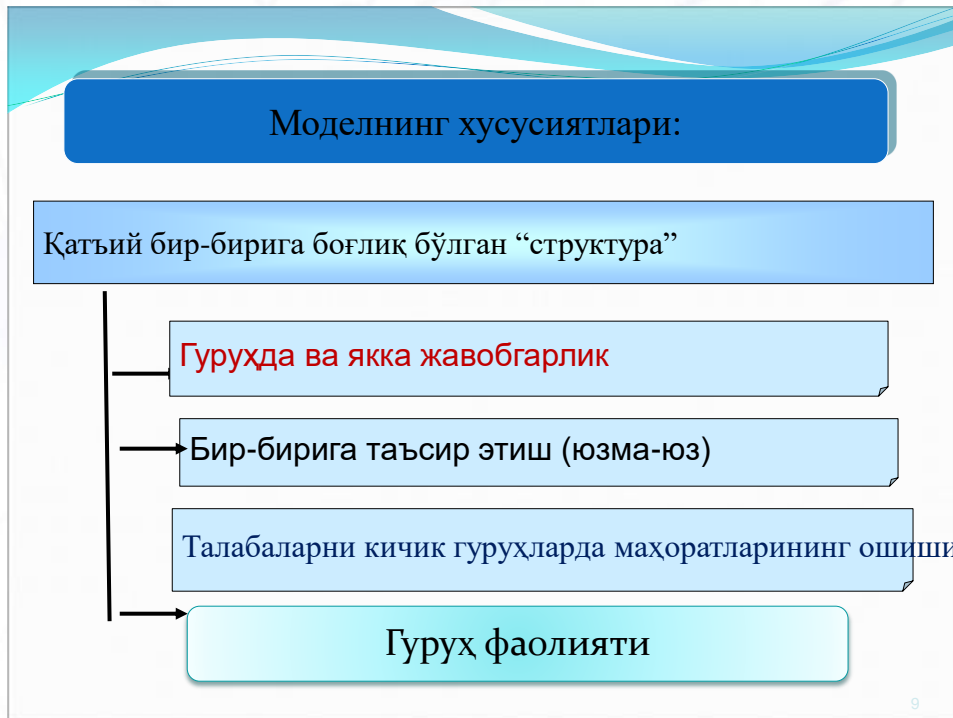 Моделнинг хусусиятлари:
Қатъий бир-бирига боғлиқ бўлган “структура”
Гуруҳда ва якка жавобгарлик
Бир-бирига таъсир этиш (юзма-юз)
Талабаларни кичик гуруҳларда маҳоратларининг ошиши
Гуруҳ фаолияти
9